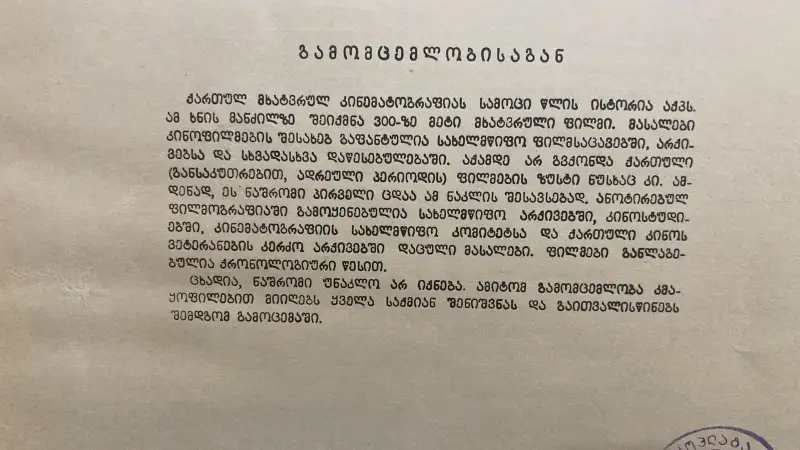 გამომცემლობისაგან
ქართულ მხატვრულ კინემატოგრაფიას სამოცი წლის ისტორია აქვს.
ამ ხნის მანძილზე შეიქმნა 300-ზე მეტი მხატვრული ფილმი. მასალები
კინოფილმების შესახებ გაფანტულია სახელმწიფო ფილმსაცავებში, არქი-
ვებსა და სხვადასხვა დაწესებულებაში. აქამდე არ გვქონდა ქართული
(განსაკუთრებით, ადრეული პერიოდის) ფილმების ზუსტი ნუსხაც კი. ამ-
დენად, ეს ნაშრომი პირველი ცდაა ამ ნაკლის შესავსებად. ანოტირებულ
ფილმოგრაფიაში გამოყენებულია სახელმწიფო არქივებში, კინოსტუდი-
ებში, კინემატოგრაფიის სახელმწიფო კომიტეტსა და ქართული კინოს
ვეტერანების კერძო არქივებში დაცული მასალები. ფილმები განლაგე-
ბულია ქრონოლოგიური წესით.
ცხადია, ნაშრომი უნაკლო არ იქნება. ამიტომ გამომცემლობა კმა-
ყოფილებით მიიღებს ყველა საქმიან შენიშვნას და გაითვალისწინებს
შემდგომ გამოცემაში.